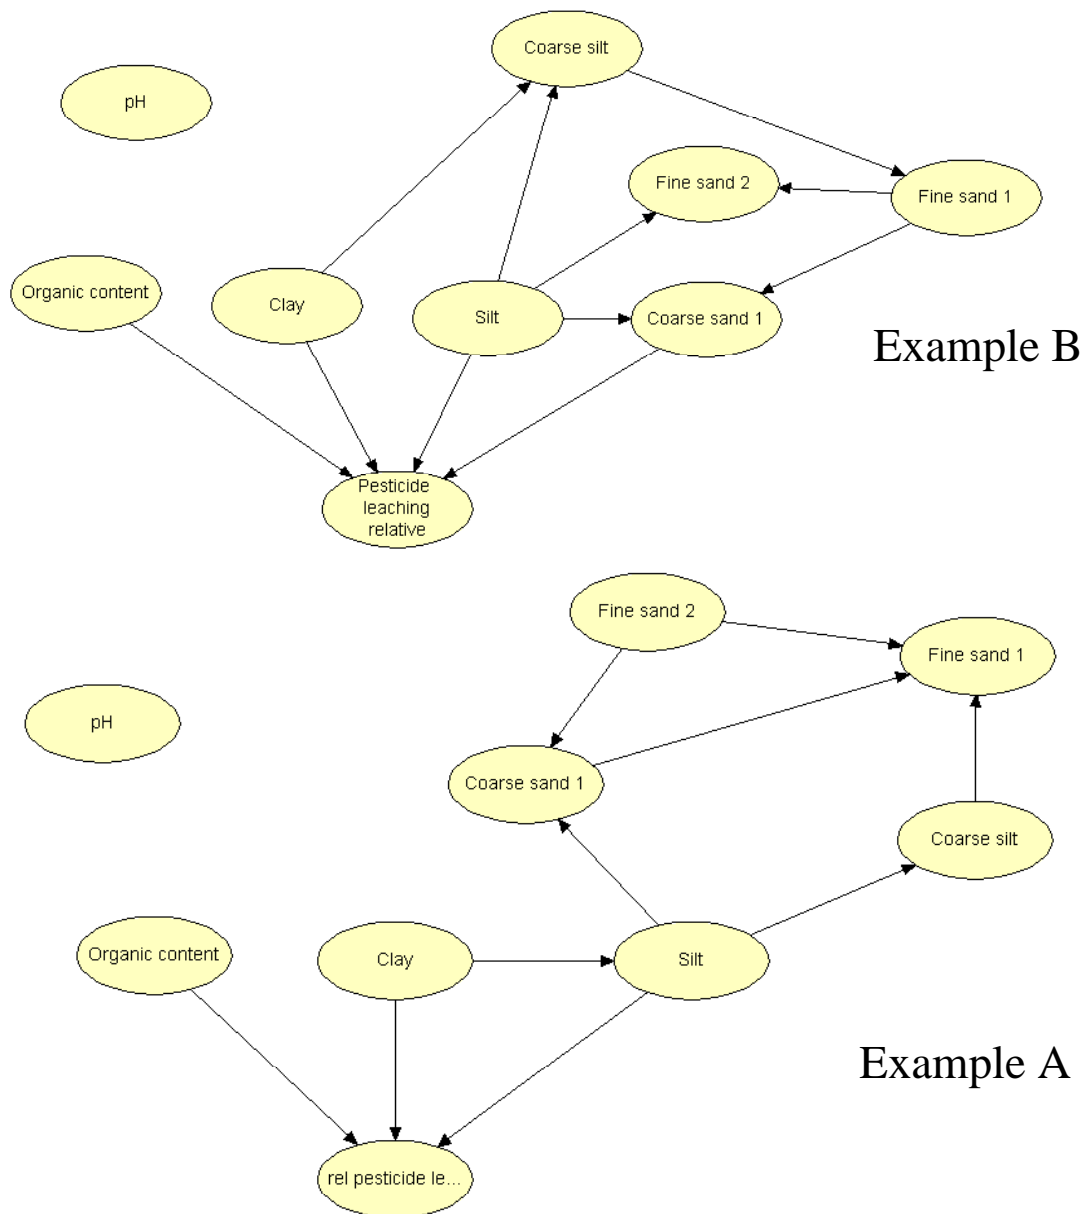 Coarse silt
pH
Fine sand 2
Fine sand 1
Organic content
Clay
Silt
Coarse sand 1
Example B
Pesticide
leaching
relative
Fine sand 2
Fine sand 1
pH
Coarse sand 1
Coarse silt
Organic content
Clay
Silt
Example A
rel pesticide le...